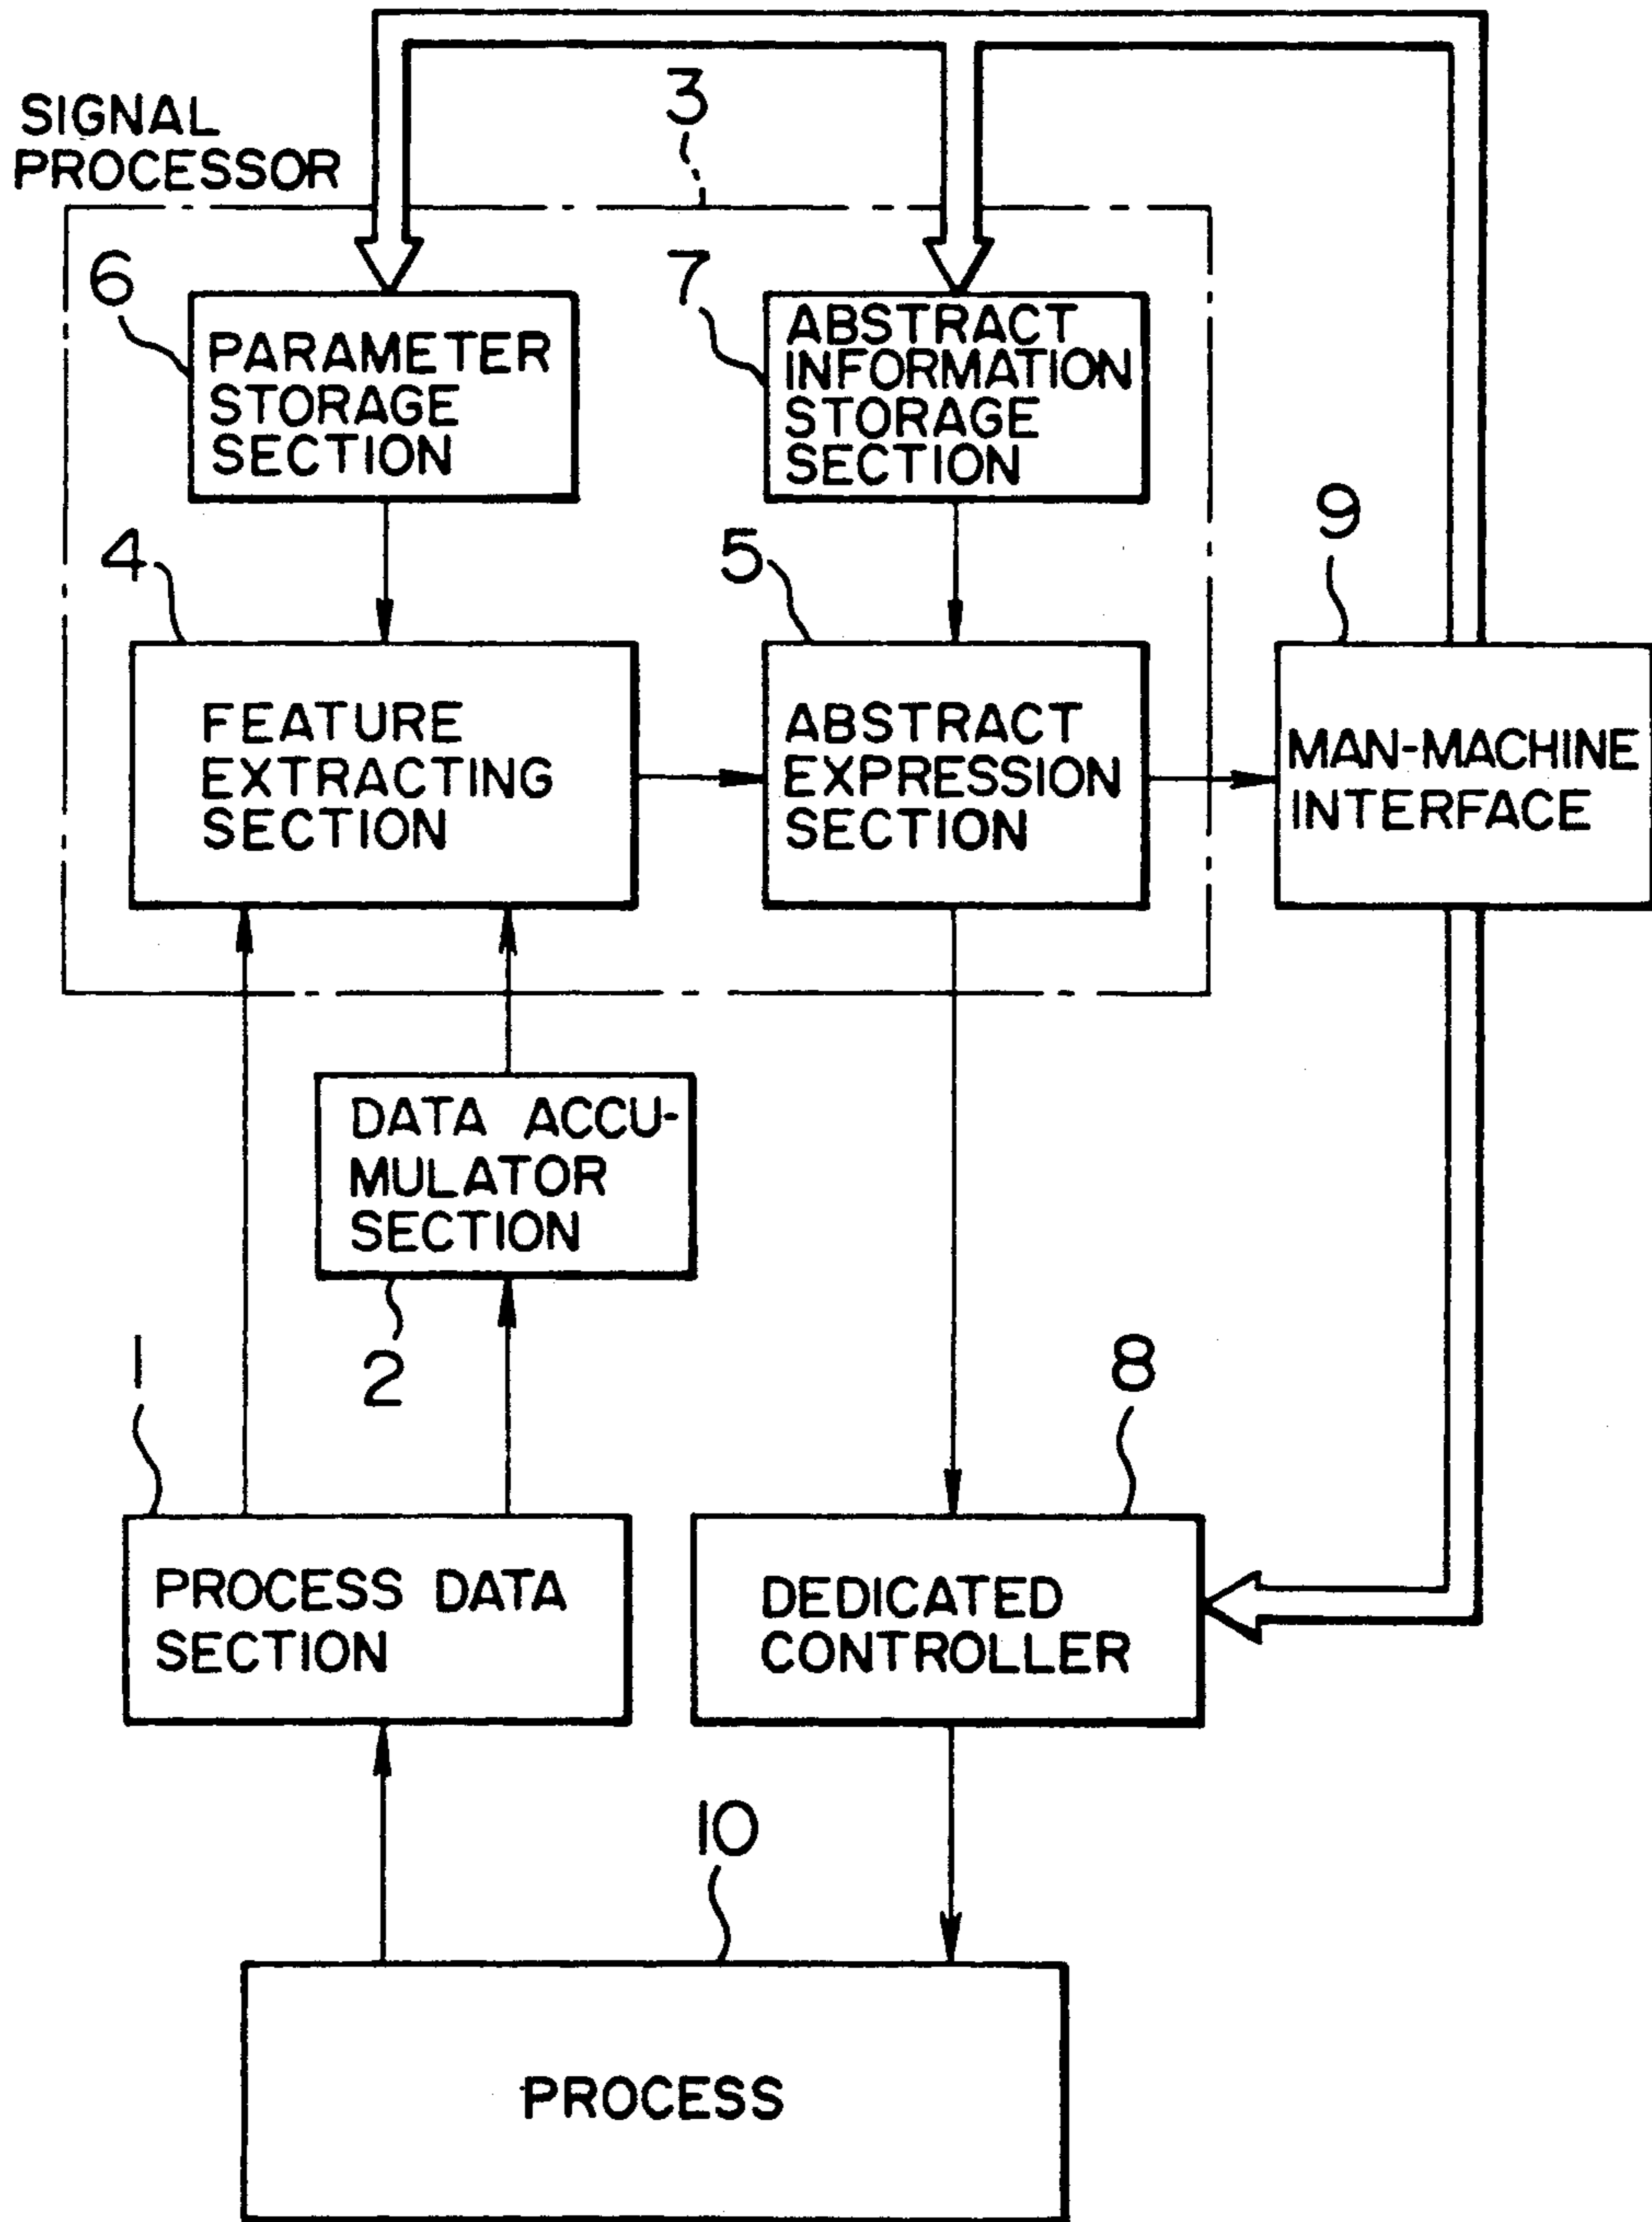 SIGNAL
PROCESSOR
3
6
PARAMETER
STORAGE
SECTION
7
ABSTRACT
INFORMATION
STORAGE
SECTION
4
FEATURE
EXTRACTING
SECTION
5
ABSTRACT
EXPRESSION
SECTION
9
MAN-MACHINE
INTERFACE
DATA ACCU-
MULATOR
SECTION
2
1
PROCESS DATA
SECTION
8
DEDICATED
CONTROLLER
10
PROCESS